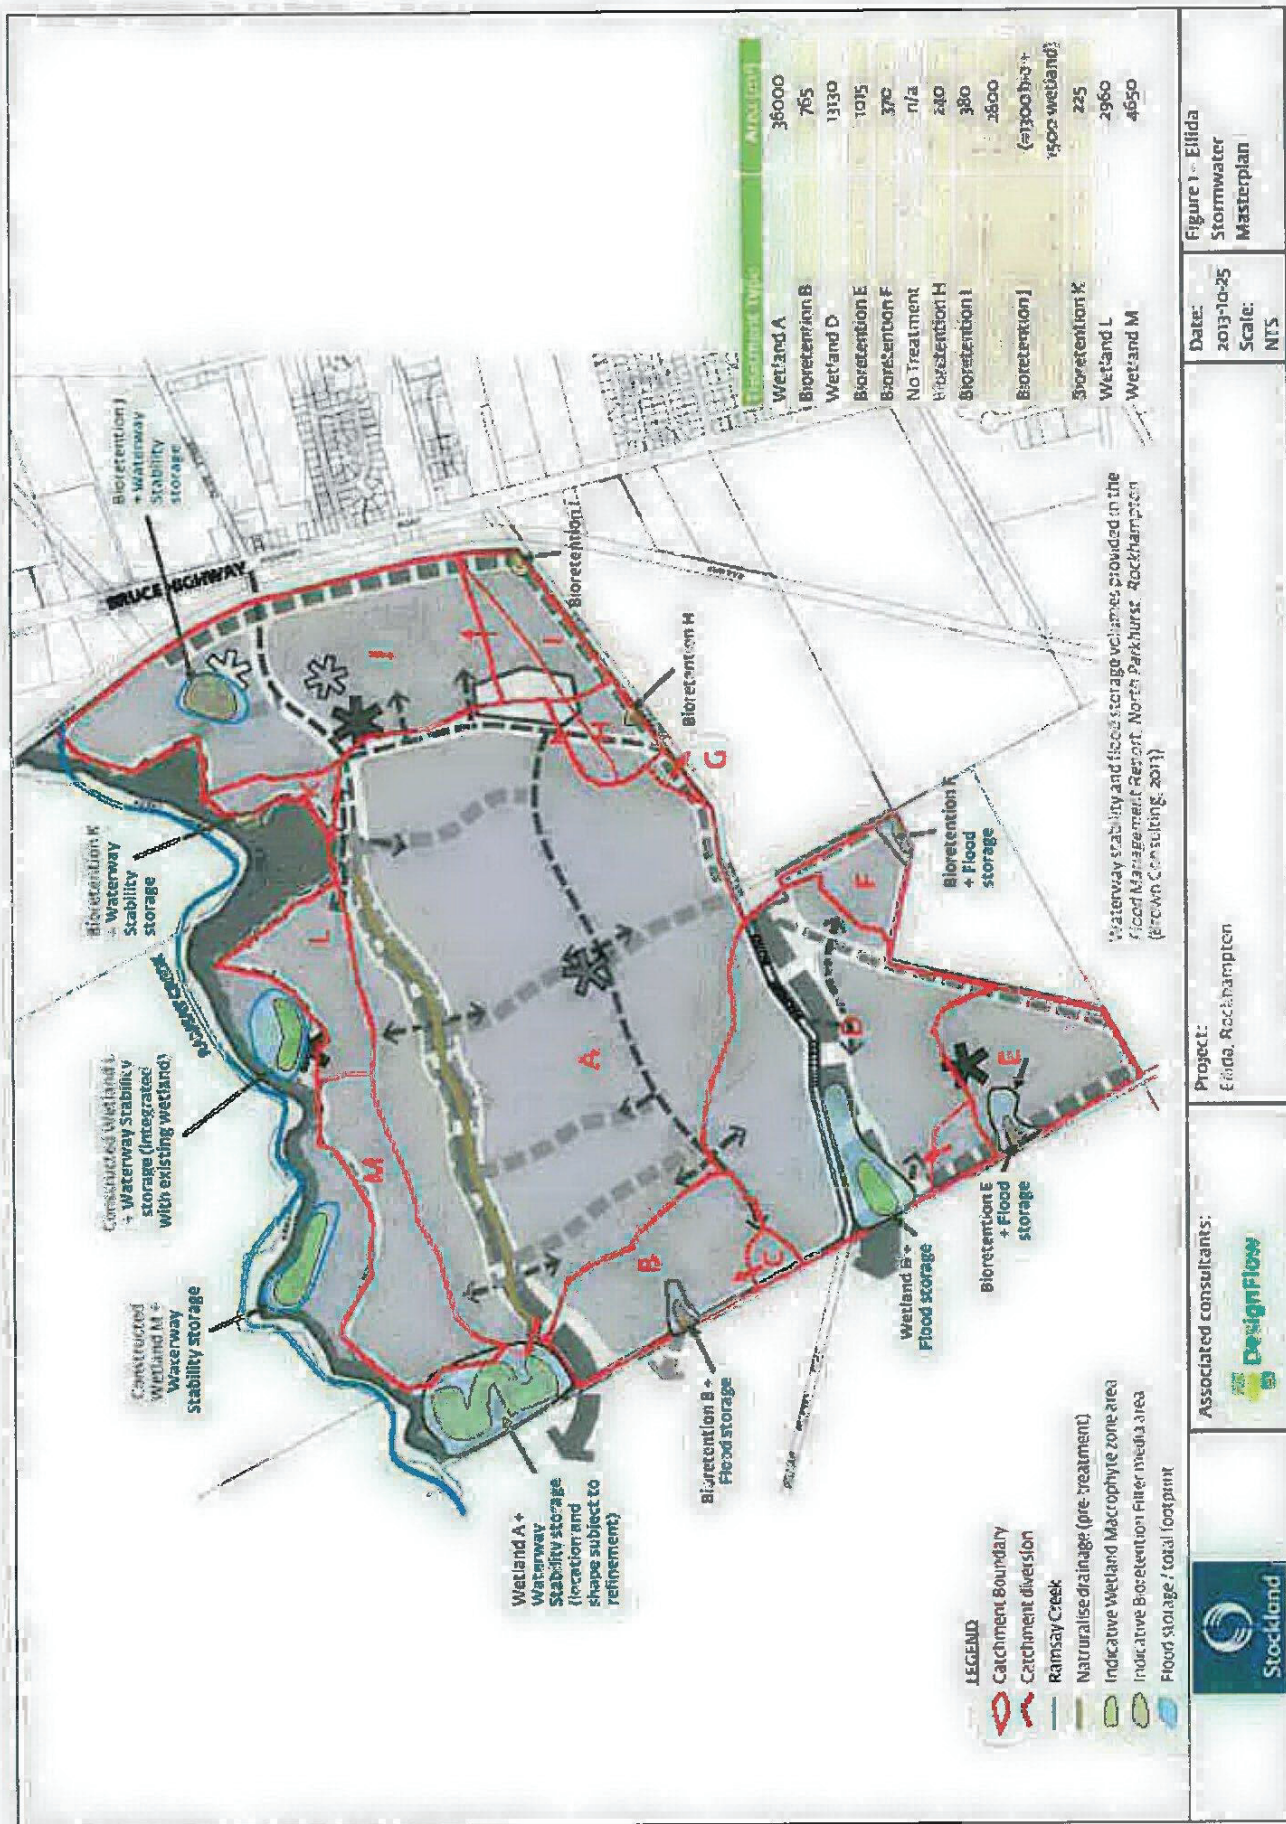 Bioretention J
+ Waterway
Stability
storage
BRUCE HIGHWAY
Bioretention K
+ Waterway
Stability
storage
RAMSAY CREEK
Constructed Wetland L
+ Waterway Stability
storage (integrated
with existing wetland)
Constructed
Wetland M +
Waterway
Stability storage
Wetland A +
Waterway
Stability storage
(location and
shape subject to
refinement)
Bioretention B +
Flood storage
Wetland B +
Flood storage
Bioretention E
+ Flood
storage
Bioretention F
+ Flood
storage
Bioretention H
Bioretention I
J
J
I
H
G
K
L
M
A
B
C
D
E
F
Treatment Type Area (m²)
Wetland A 36000
Bioretention B 765
Wetland D 13130
Bioretention E 1015
Bioretention F 370
No Treatment n/a
Bioretention H 240
Bioretention I 380
Bioretention J 2800
(=1300 bio +
1500 wetland)
Bioretention K 225
Wetland L 2960
Wetland M 4650
Waterway stability and flood storage volumes provided in the
Flood Management Report, North Parkhurst, Rockhampton
(Brown Consulting, 2013)
LEGEND
Catchment Boundary
Catchment diversion
Ramsay Creek
Natruralise drainage (pre-treatment)
Indicative Wetland Macrophyte zone area
Indicative Bioretention Filter media area
Flood storage / total footprint
Stockland
Associated consultants:
DesignFlow
Project:
Ellida, Rockhampton
Date:
2013-10-25
Scale:
NTS
Figure 1 - Ellida
Stormwater
Masterplan